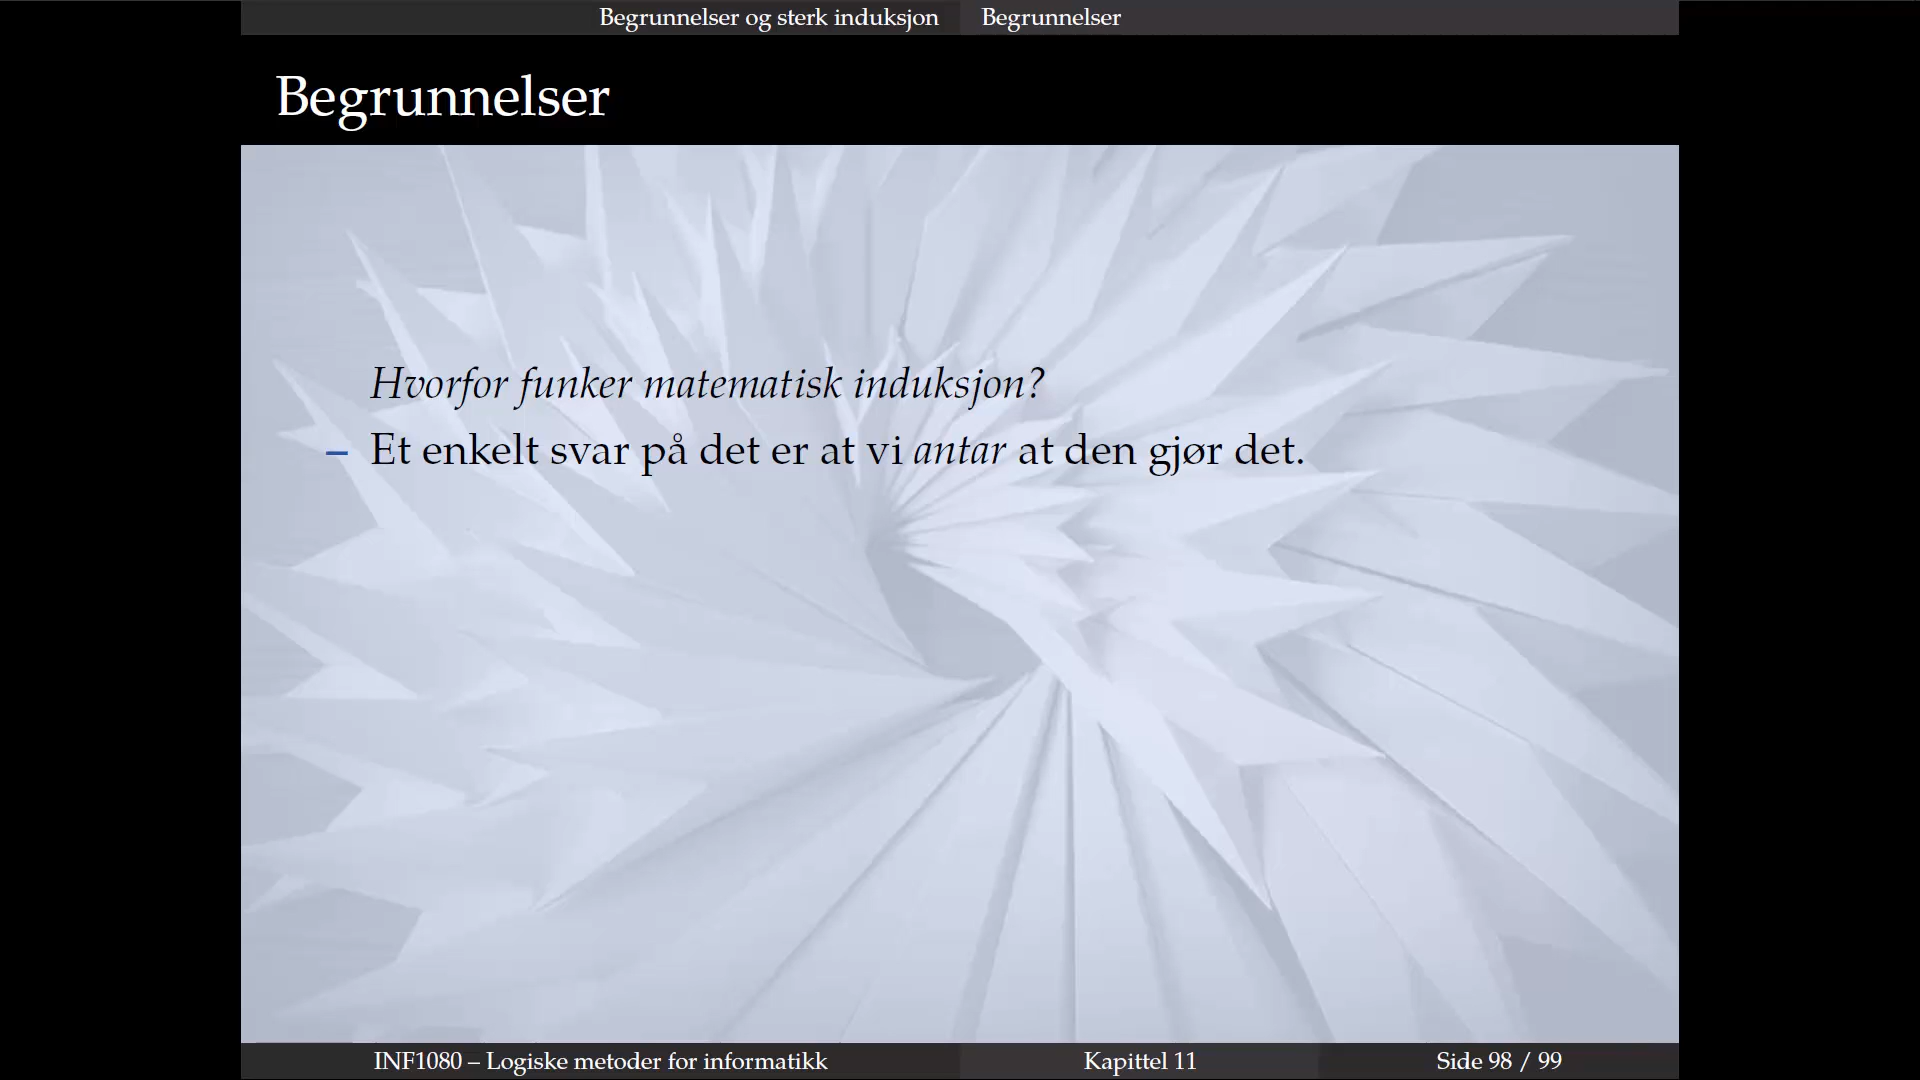 Begrunnelser og sterk induksjon Begrunnelser
Begrunnelser
Hvorfor funker matematisk induksjon?
– Et enkelt svar på det er at vi antar at den gjør det.
INF1080 – Logiske metoder for informatikk Kapittel 11 Side 98 / 99